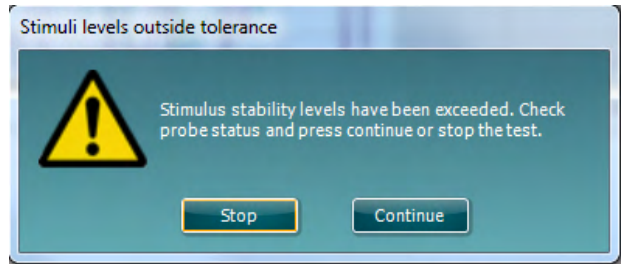 Stimuli levels outside tolerance
Stimulus stability levels have been exceeded. Check
probe status and press continue or stop the test.
Stop Continue